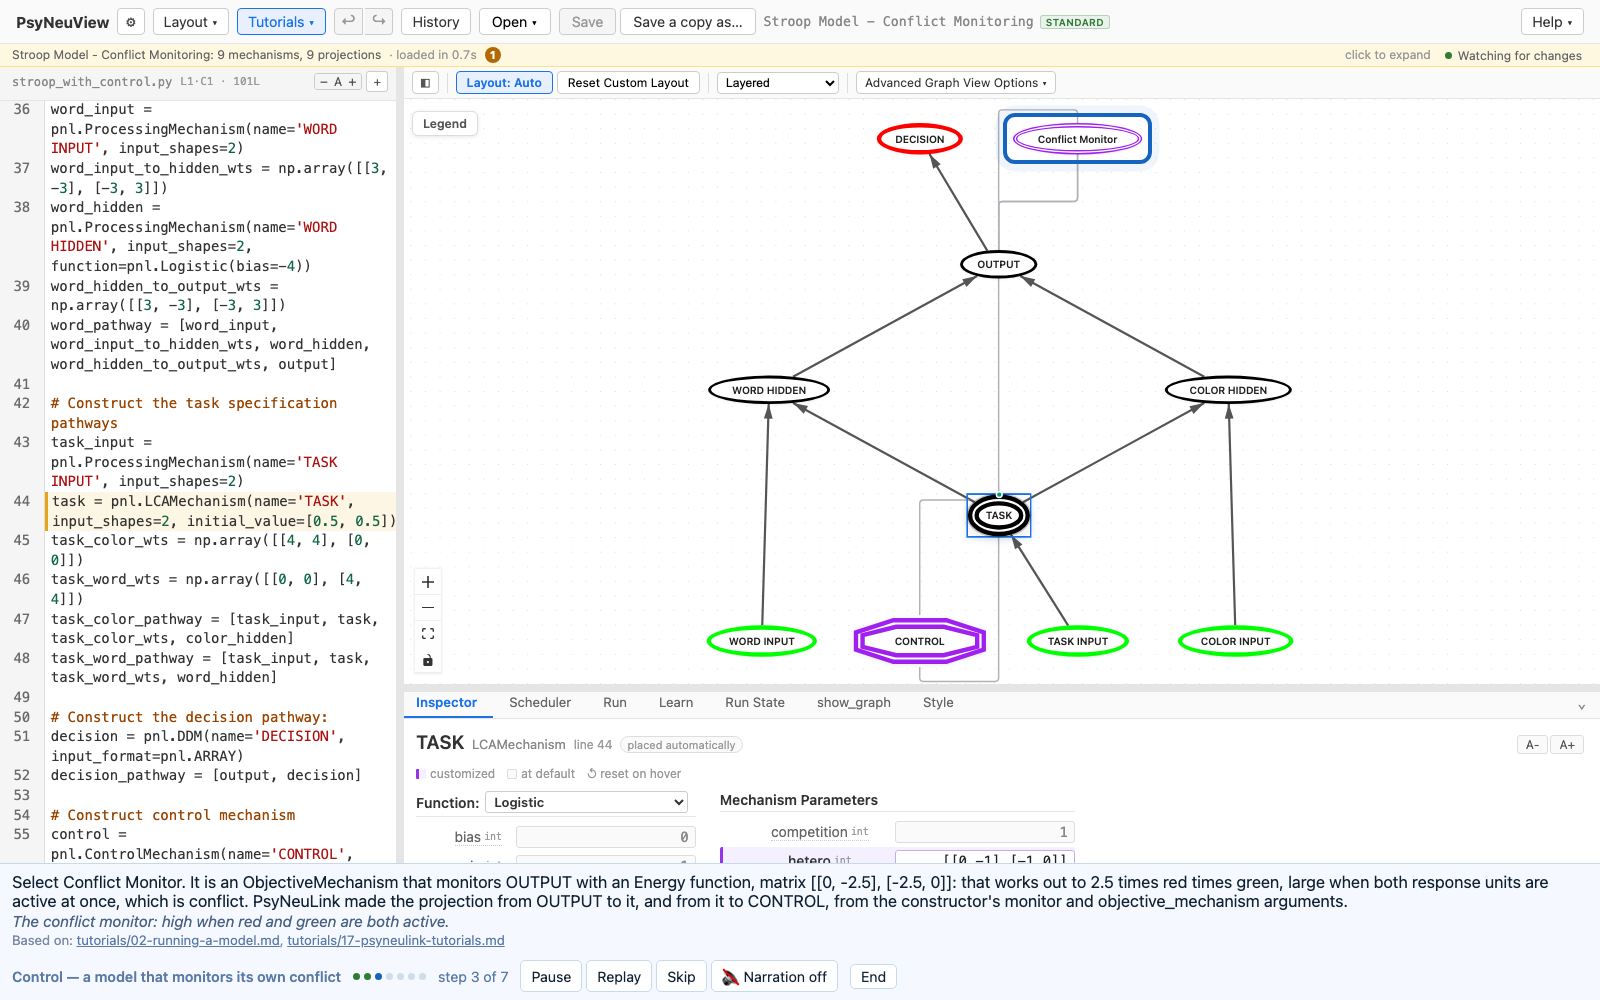 PsyNeuView ⚙ Layout ▾ Tutorials ▾ ↩ ↪ History Open ▾ Save Save a copy as... Stroop Model – Conflict Monitoring STANDARD Help ▾
Stroop Model - Conflict Monitoring: 9 mechanisms, 9 projections · loaded in 0.7s 1 click to expand ● Watching for changes
stroop_with_control.py L1·C1 · 101L − A + +
36 word_input =
pnl.ProcessingMechanism(name='WORD
INPUT', input_shapes=2)
37 word_input_to_hidden_wts = np.array([[3,
-3], [-3, 3]])
38 word_hidden =
pnl.ProcessingMechanism(name='WORD
HIDDEN', input_shapes=2,
function=pnl.Logistic(bias=-4))
39 word_hidden_to_output_wts =
np.array([[3, -3], [-3, 3]])
40 word_pathway = [word_input,
word_input_to_hidden_wts, word_hidden,
word_hidden_to_output_wts, output]
41
42 # Construct the task specification
pathways
43 task_input =
pnl.ProcessingMechanism(name='TASK
INPUT', input_shapes=2)
44 task = pnl.LCAMechanism(name='TASK',
input_shapes=2, initial_value=[0.5, 0.5])
45 task_color_wts = np.array([[4, 4], [0,
0]])
46 task_word_wts = np.array([[0, 0], [4,
4]])
47 task_color_pathway = [task_input, task,
task_color_wts, color_hidden]
48 task_word_pathway = [task_input, task,
task_word_wts, word_hidden]
49
50 # Construct the decision pathway:
51 decision = pnl.DDM(name='DECISION',
input_format=pnl.ARRAY)
52 decision_pathway = [output, decision]
53
54 # Construct control mechanism
55 control =
pnl.ControlMechanism(name='CONTROL',
Layout: Auto Reset Custom Layout Layered Advanced Graph View Options ▾
Legend
DECISION Conflict Monitor
OUTPUT
WORD HIDDEN COLOR HIDDEN
TASK
WORD INPUT CONTROL TASK INPUT COLOR INPUT
Inspector Scheduler Run Learn Run State show_graph Style
TASK LCAMechanism line 44 placed automatically A- A+
customized at default ↺ reset on hover
Function: Logistic Mechanism Parameters
bias int 0 competition int 1
hetero int [[0 -1] [-1 0]]
Select Conflict Monitor. It is an ObjectiveMechanism that monitors OUTPUT with an Energy function, matrix [[0, -2.5], [-2.5, 0]]: that works out to 2.5 times red times green, large when both response units are
active at once, which is conflict. PsyNeuLink made the projection from OUTPUT to it, and from it to CONTROL, from the constructor's monitor and objective_mechanism arguments.
The conflict monitor: high when red and green are both active.
Based on: tutorials/02-running-a-model.md, tutorials/17-psyneulink-tutorials.md
Control — a model that monitors its own conflict step 3 of 7 Pause Replay Skip Narration off End